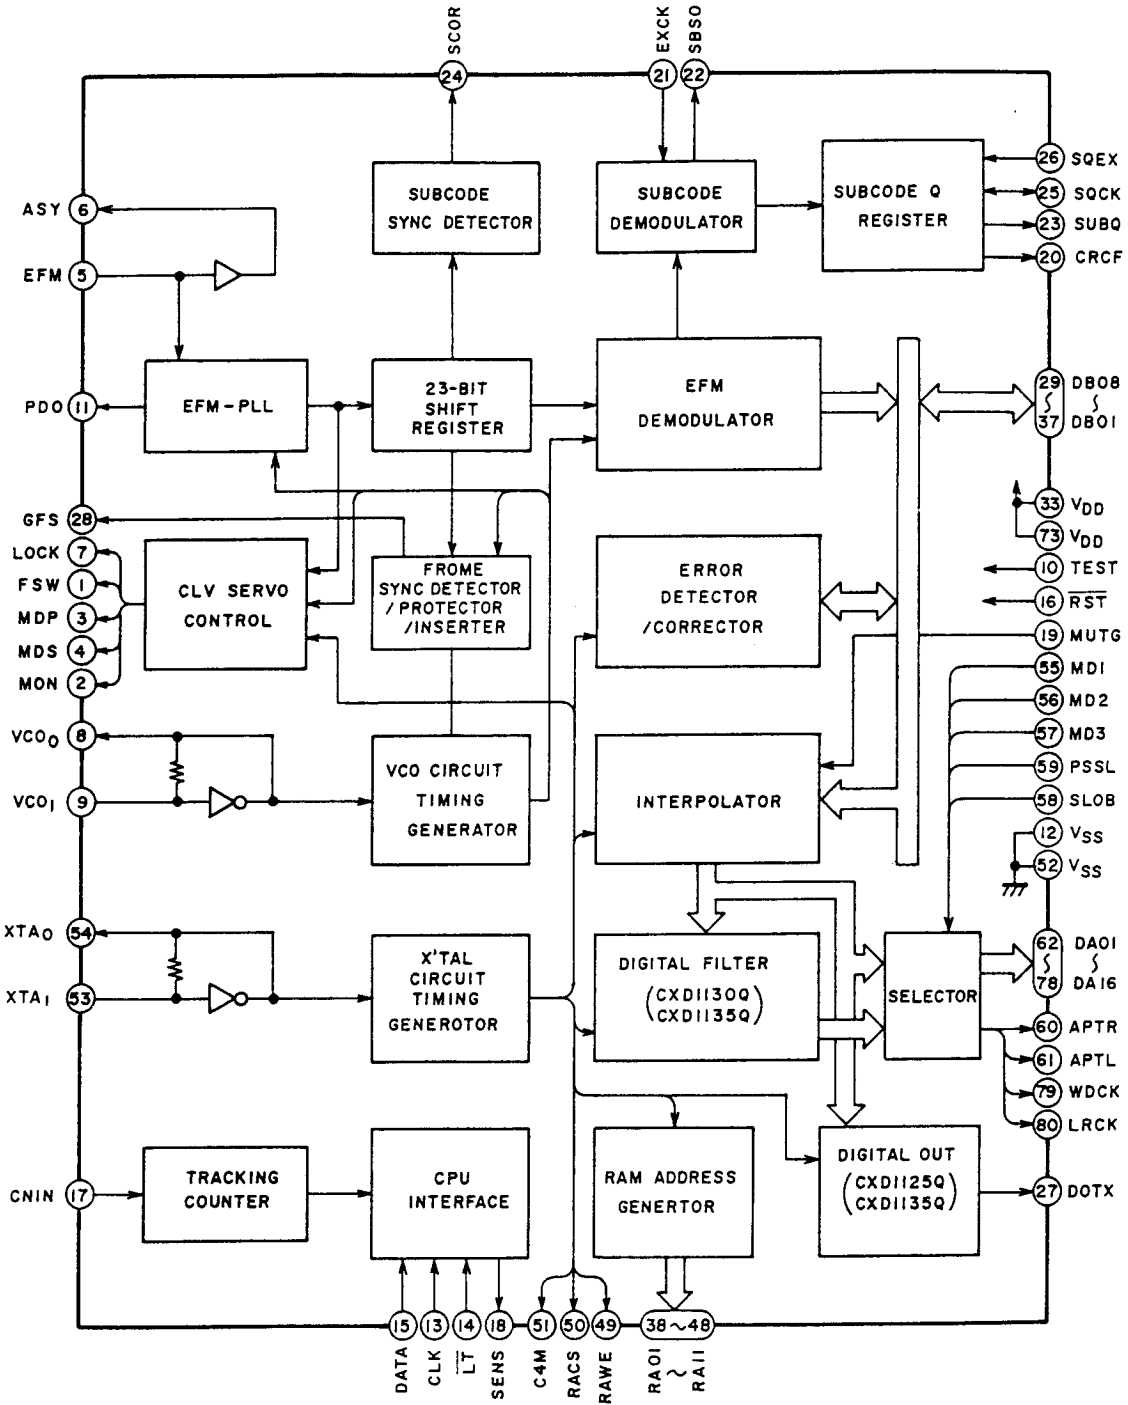 SCOR
EXCK
SBSO
24
21
22
SUBCODE
SYNC DETECTOR
SUBCODE
DEMODULATOR
SUBCODE Q
REGISTER
26 SQEX
25 SQCK
23 SUBQ
20 CRCF
ASY 6
EFM 5
PDO 11
EFM-PLL
23-BIT
SHIFT
REGISTER
EFM
DEMODULATOR
29 DB08
~ ~
37 DB01
33 VDD
73 VDD
10 TEST
16 RST
19 MUTG
55 MD1
56 MD2
57 MD3
59 PSSL
58 SLOB
12 VSS
52 VSS
GFS 28
LOCK 7
FSW 1
MDP 3
MDS 4
MON 2
CLV SERVO
CONTROL
FROME
SYNC DETECTOR
/PROTECTOR
/INSERTER
ERROR
DETECTOR
/CORRECTOR
VCOO 8
VCOI 9
VCO CIRCUIT
TIMING
GENERATOR
INTERPOLATOR
XTAO 54
XTAI 53
X'TAL
CIRCUIT
TIMING
GENEROTOR
DIGITAL FILTER
(CXD1130Q
CXD1135Q)
SELECTOR
62 DA01
~ ~
78 DA16
60 APTR
61 APTL
79 WDCK
80 LRCK
CNIN 17
TRACKING
COUNTER
CPU
INTERFACE
RAM ADDRESS
GENERTOR
DIGITAL OUT
(CXD1125Q
CXD1135Q)
27 DOTX
15
13
14
18
51
50
49
38~48
DATA
CLK
LT
SENS
C4M
RACS
RAWE
RA01
~
RA11